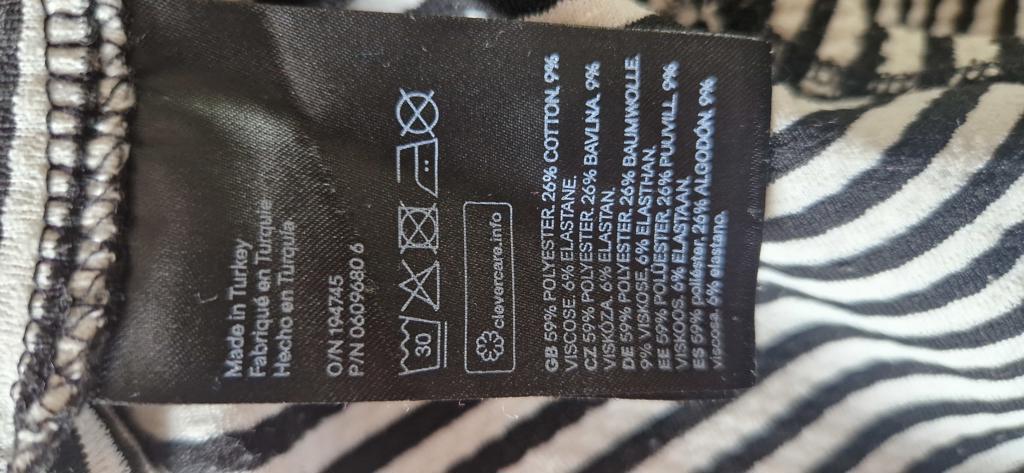 Made in Turkey
Fabriqué en Turquie
Hecho en Turquía
O/N 194745
P/N 0609680 6
30
clevercare.info
GB 59% POLYESTER. 26% COTTON. 9%
VISCOSE. 6% ELASTANE.
CZ 59% POLYESTER. 26% BAVLNA. 9%
VISKÓZA. 6% ELASTAN.
DE 59% POLYESTER. 26% BAUMWOLLE.
9% VISKOSE. 6% ELASTHAN.
EE 59% POLÜESTER. 26% PUUVILL. 9%
VISKOOS. 6% ELASTAAN.
ES 59% poliéster. 26% ALGODÓN. 9%
viscosa. 6% elastano.